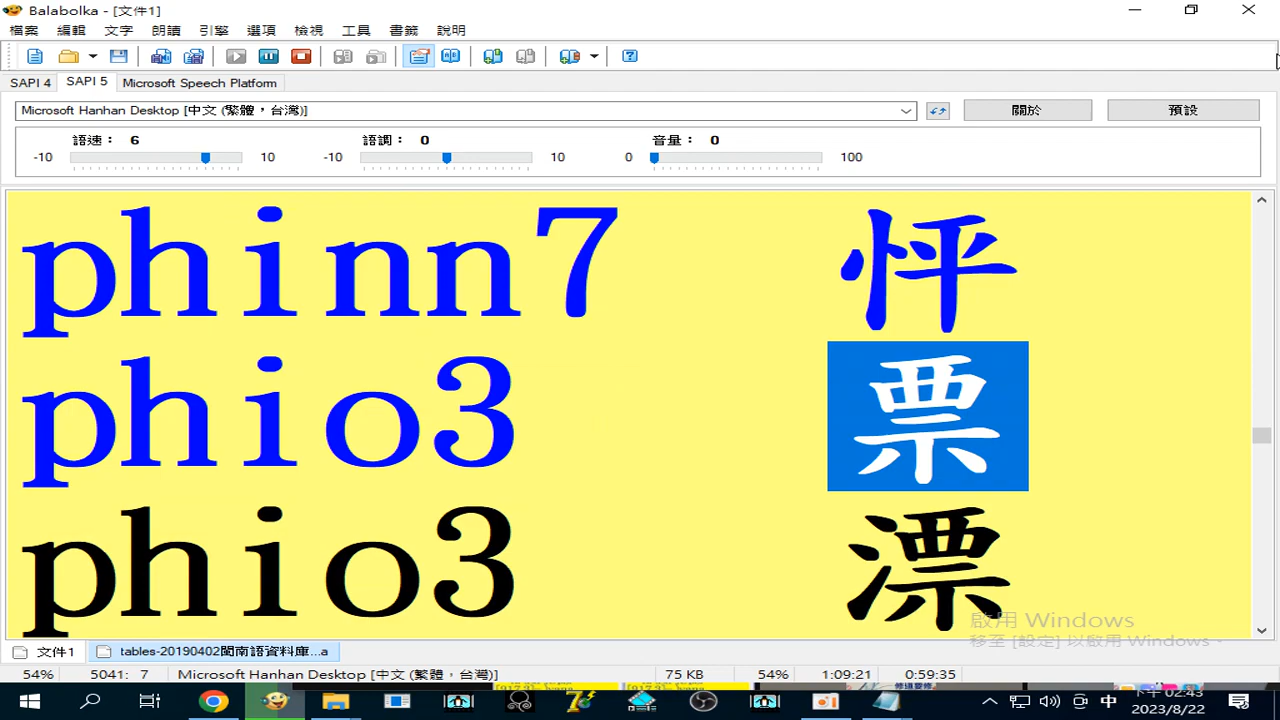 Balabolka - [文件1]
檔案 編輯 文字 朗讀 引擎 選項 檢視 工具 書籤 說明
SAPI 4 SAPI 5 Microsoft Speech Platform
Microsoft Hanhan Desktop [中文 (繁體，台灣)] 關於 預設
語速： 6 語調： 0 音量： 0
-10 10 -10 10 0 100
phinn7 怦
phio3 票
phio3 漂
啟用 Windows
移至 [設定] 以啟用 Windows。
文件1 tables-20190402閩南語資料庫...a
54% 5041: 7 Microsoft Hanhan Desktop [中文 (繁體，台灣)] 75 KB 54% 1:09:21 0:59:35
中 下午 02:43
2023/8/22